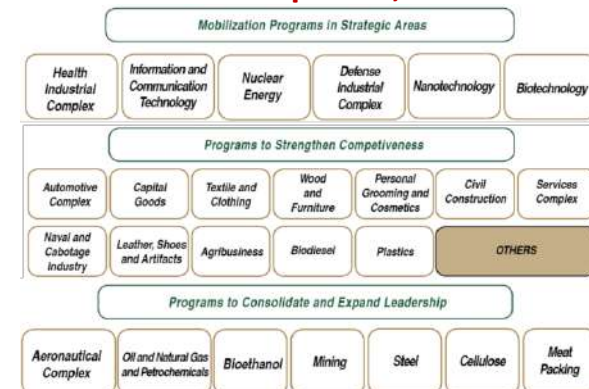 Mobilization Programs in Strategic Areas
Health
Industrial
Complex
Information and
Communication
Technology
Nuclear
Energy
Defense
Industrial
Complex
Nanotechnology
Biotechnology
Programs to Strengthen Competiveness
Automotive
Complex
Capital
Goods
Textile and
Clothing
Wood
and
Furniture
Personal
Grooming and
Cosmetics
Civil
Construction
Services
Complex
Naval and
Cabotage
Industry
Leather, Shoes
and Artifacts
Agribusiness
Biodiesel
Plastics
OTHERS
Programs to Consolidate and Expand Leadership
Aeronautical
Complex
Oil and Natural Gas
and Petrochemicals
Bioethanol
Mining
Steel
Cellulose
Meat
Packing